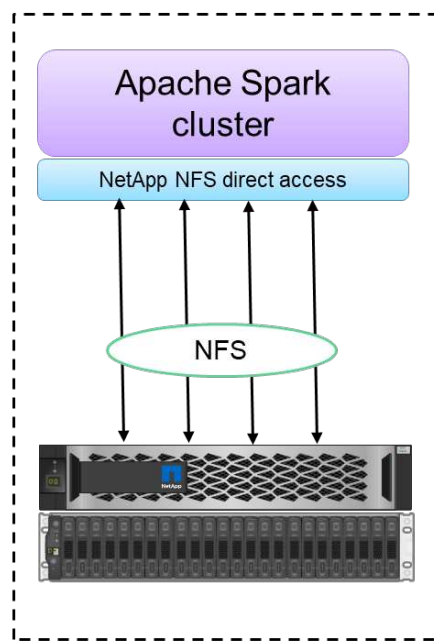 Apache Spark
cluster
NetApp NFS direct access
NFS
NetApp